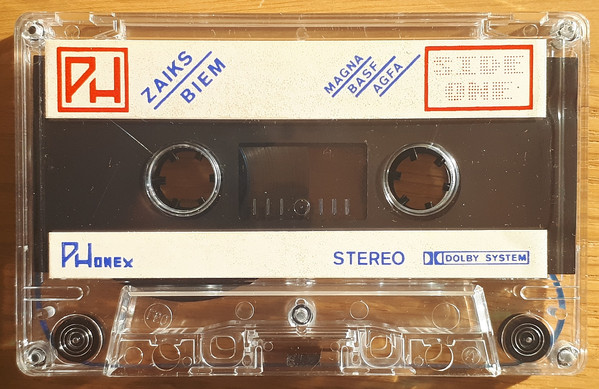 PH
ZAIKS
BIEM
MAGNA
BASF
AGFA
SIDE
ONE
PHONEX
STEREO
DOLBY SYSTEM